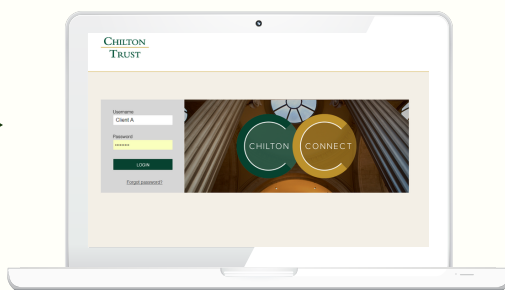 CHILTON
TRUST
Username
Client A
Password
********
LOGIN
Forgot password?
CHILTON
CONNECT